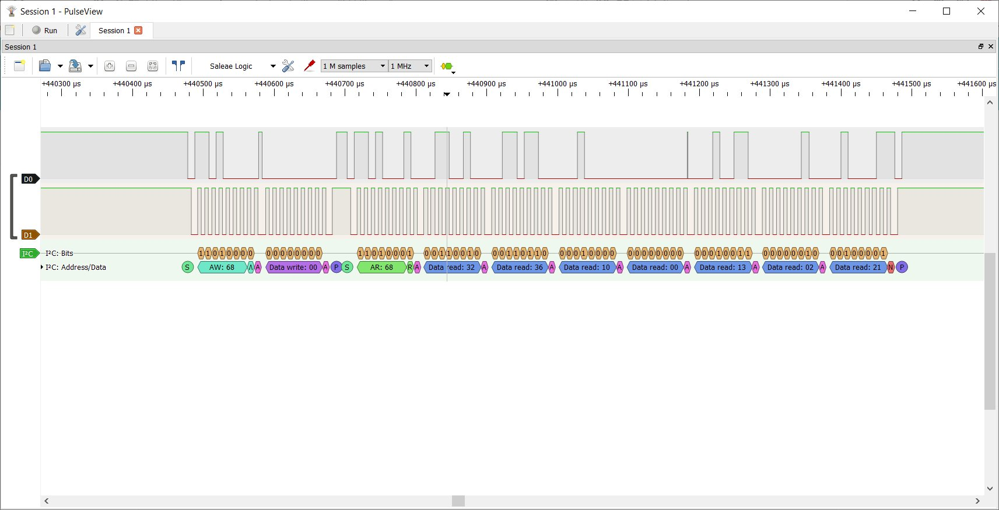 Session 1 - PulseView
Run
Session 1
Session 1
Saleae Logic
1 M samples
1 MHz
+440300 µs +440400 µs +440500 µs +440600 µs +440700 µs +440800 µs +440900 µs +441000 µs +441100 µs +441200 µs +441300 µs +441400 µs +441500 µs +441600 µs
D0
D1
I²C I²C: Bits 1 1 0 1 0 0 0 0 0 0 0 0 0 0 0 0 1 1 0 1 0 0 0 1 0 0 1 1 0 0 1 0 0 0 1 1 0 1 1 0 0 0 0 1 0 0 0 0 0 0 0 0 0 0 0 0 0 0 0 1 0 0 1 1 0 0 0 0 0 0 1 0 0 0 1 0 0 0 0 1
I²C: Address/Data S AW: 68 A Data write: 00 A P S AR: 68 R A Data read: 32 A Data read: 36 A Data read: 10 A Data read: 00 A Data read: 13 A Data read: 02 A Data read: 21 N P